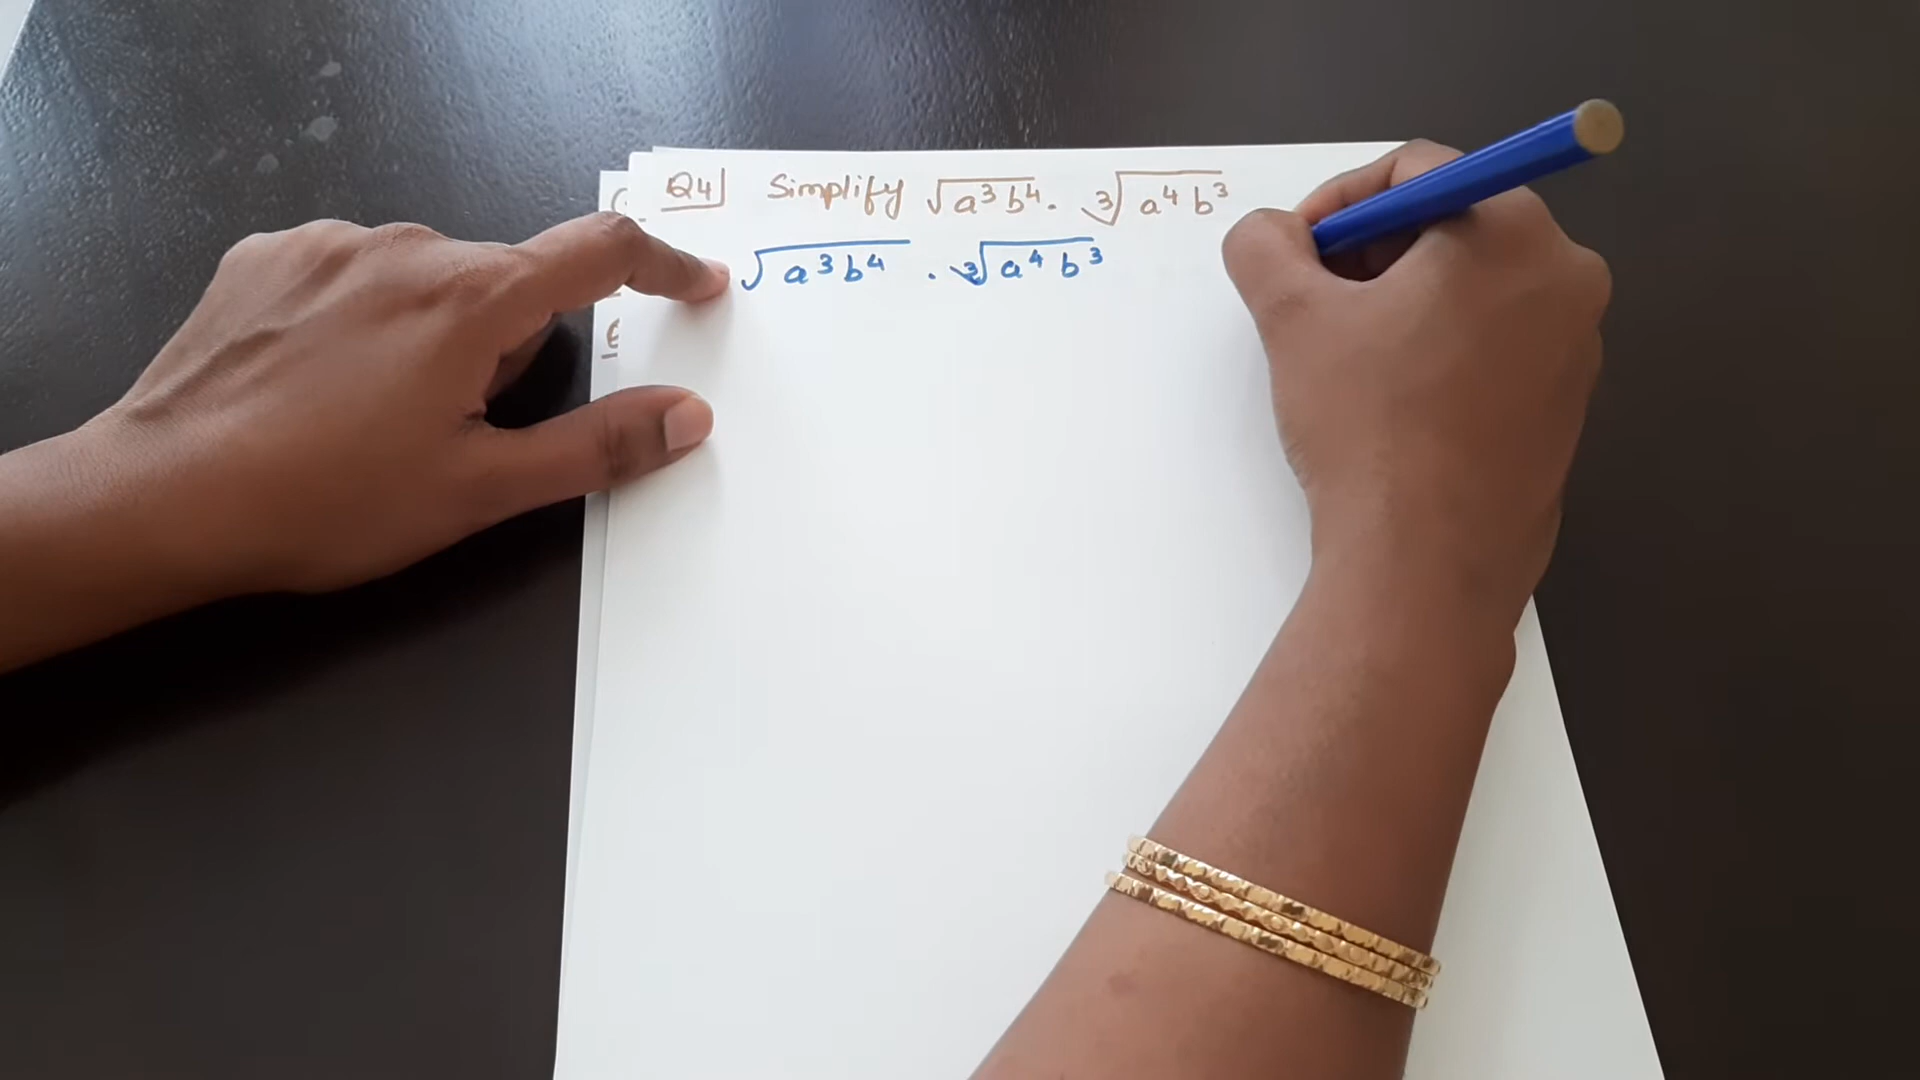 Q4 Simplify √a³b⁴ . ∛a⁴b³
√a³b⁴ . ∛a⁴b³